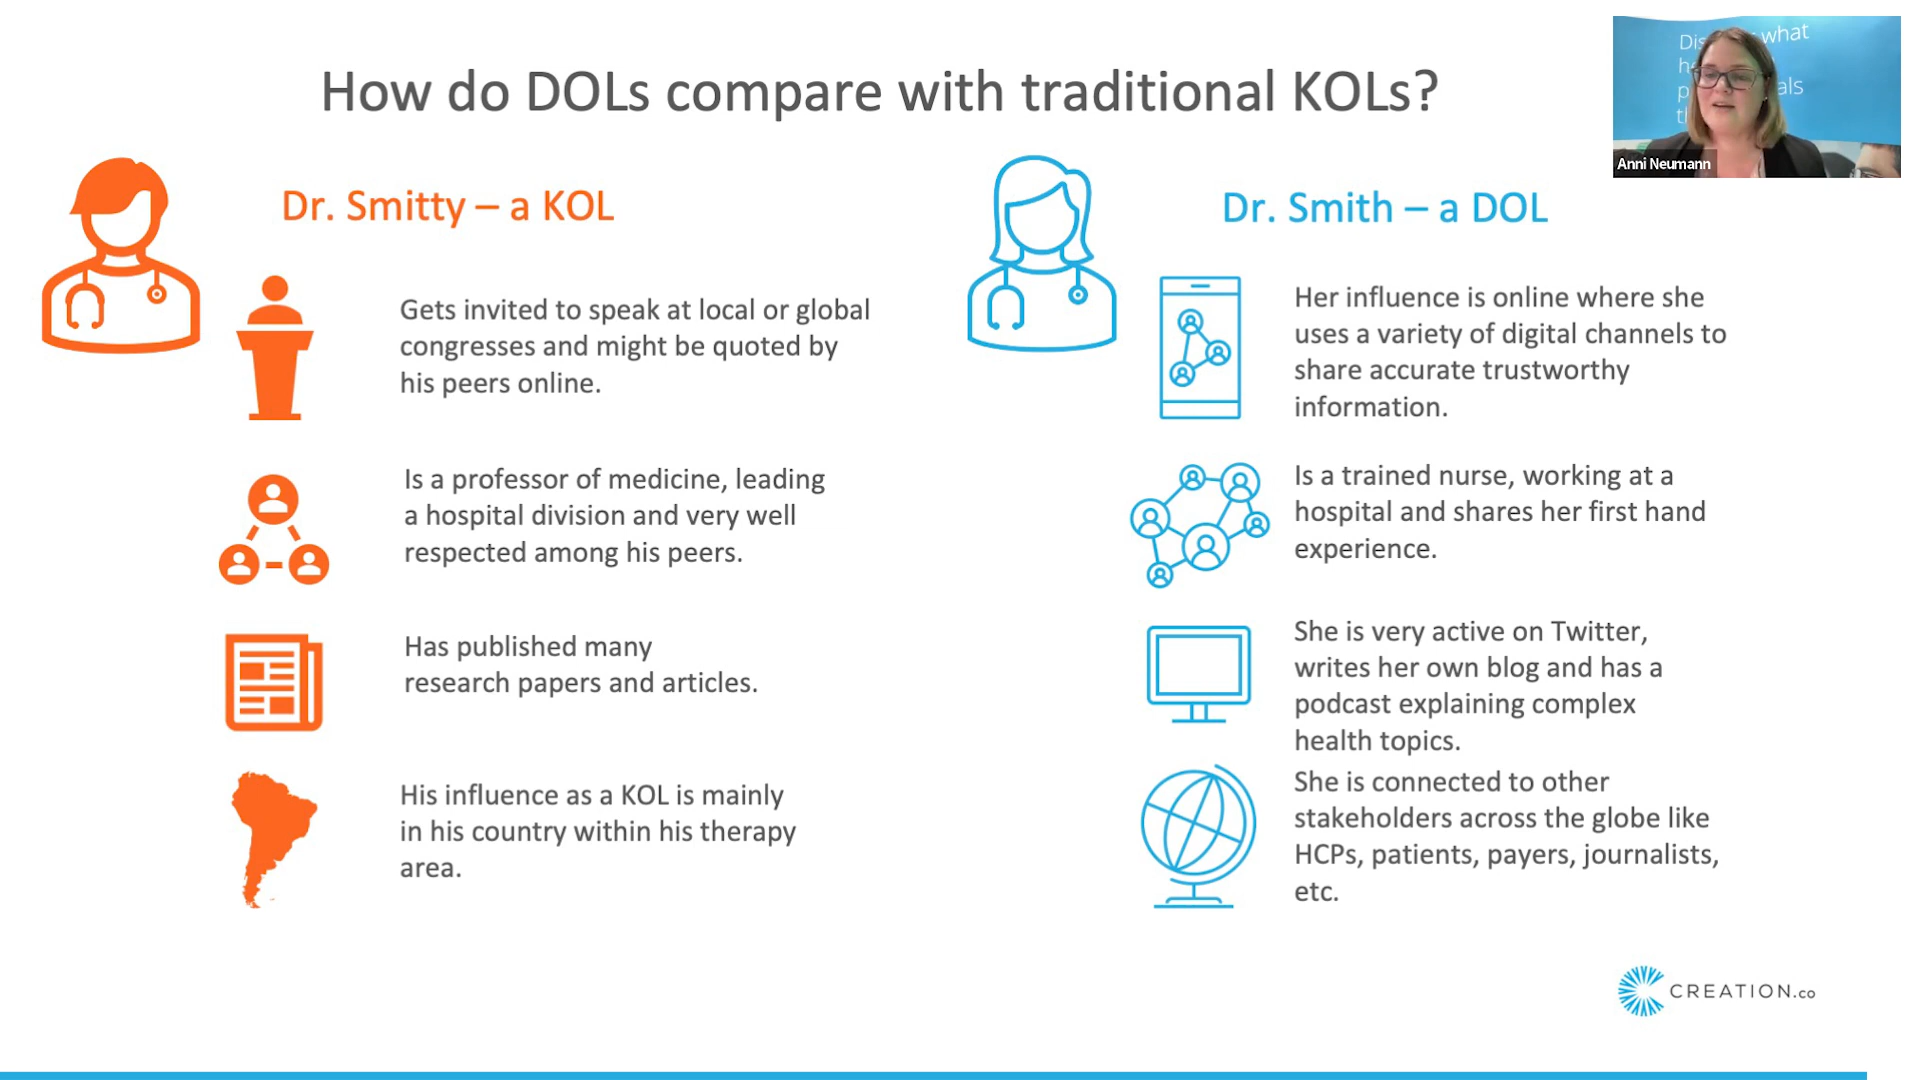 How do DOLs compare with traditional KOLs?
Dr. Smitty – a KOL
Gets invited to speak at local or global
congresses and might be quoted by
his peers online.
Is a professor of medicine, leading
a hospital division and very well
respected among his peers.
Has published many
research papers and articles.
His influence as a KOL is mainly
in his country within his therapy
area.
Dr. Smith – a DOL
Her influence is online where she
uses a variety of digital channels to
share accurate trustworthy
information.
Is a trained nurse, working at a
hospital and shares her first hand
experience.
She is very active on Twitter,
writes her own blog and has a
podcast explaining complex
health topics.
She is connected to other
stakeholders across the globe like
HCPs, patients, payers, journalists,
etc.
what
Anni Neumann
CREATION.co